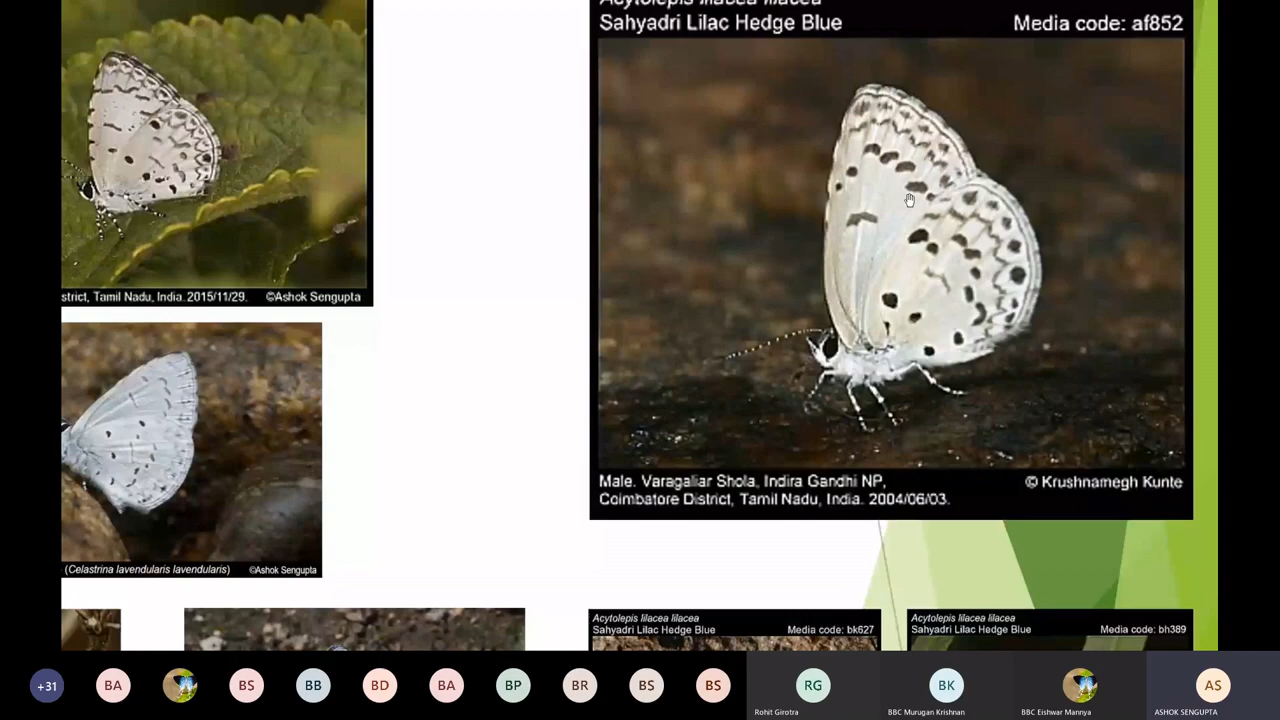 Acytolepis lilacea lilacea
Sahyadri Lilac Hedge Blue Media code: af852
strict, Tamil Nadu, India. 2015/11/29. ©Ashok Sengupta
Male. Varagaliar Shola, Indira Gandhi NP,
Coimbatore District, Tamil Nadu, India. 2004/06/03.
© Krushnamegh Kunte
(Celastrina lavendularis lavendularis) ©Ashok Sengupta
Acytolepis lilacea lilacea
Sahyadri Lilac Hedge Blue Media code: bk627
Acytolepis lilacea lilacea
Sahyadri Lilac Hedge Blue Media code: bh389
+31 BA BS BB BD BA BP BR BS BS RG BK AS
Rohit Girotra BBC Murugan Krishnan BBC Eishwar Mannya ASHOK SENGUPTA